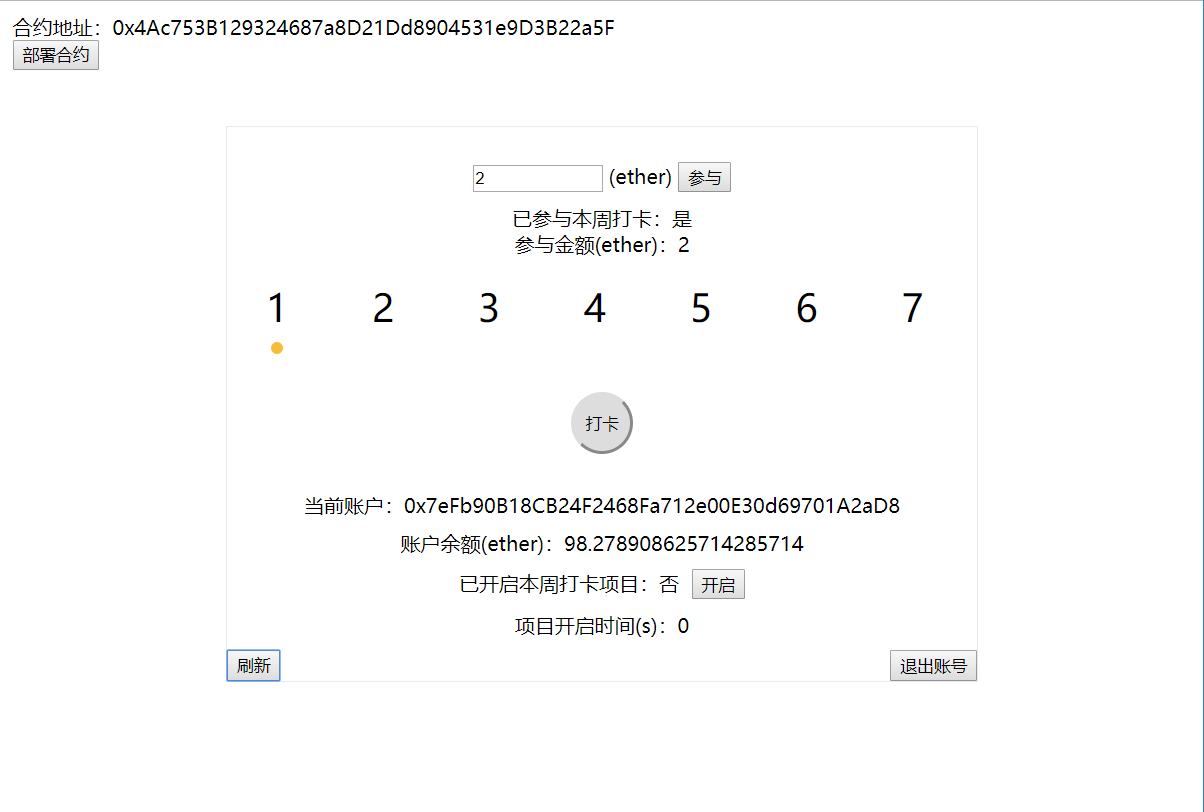 合约地址：0x4Ac753B129324687a8D21Dd8904531e9D3B22a5F
部署合约
2 (ether) 参与
已参与本周打卡：是
参与金额(ether)：2
1 2 3 4 5 6 7
打卡
当前账户：0x7eFb90B18CB24F2468Fa712e00E30d69701A2aD8
账户余额(ether)：98.278908625714285714
已开启本周打卡项目：否 开启
项目开启时间(s)：0
刷新 退出账号